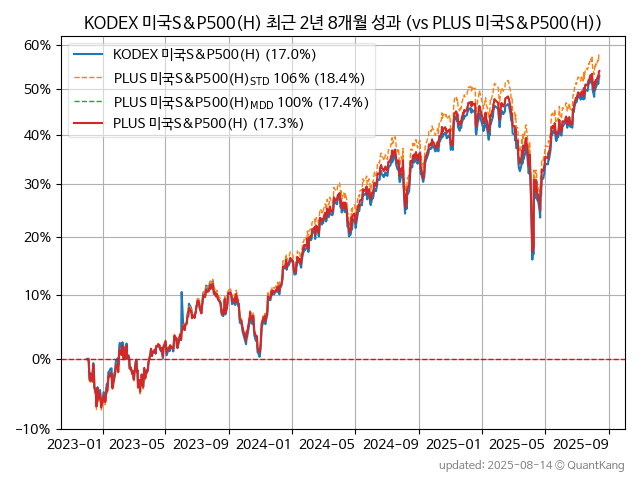 KODEX 미국S&P500(H) 최근 2년 8개월 성과 (vs PLUS 미국S&P500(H))
KODEX 미국S&P500(H) (17.0%)
PLUS 미국S&P500(H)STD 106% (18.4%)
PLUS 미국S&P500(H)MDD 100% (17.4%)
PLUS 미국S&P500(H) (17.3%)
60%
50%
40%
30%
20%
10%
0%
−10%
2023-01 2023-05 2023-09 2024-01 2024-05 2024-09 2025-01 2025-05 2025-09
updated: 2025-08-14 © QuantKang